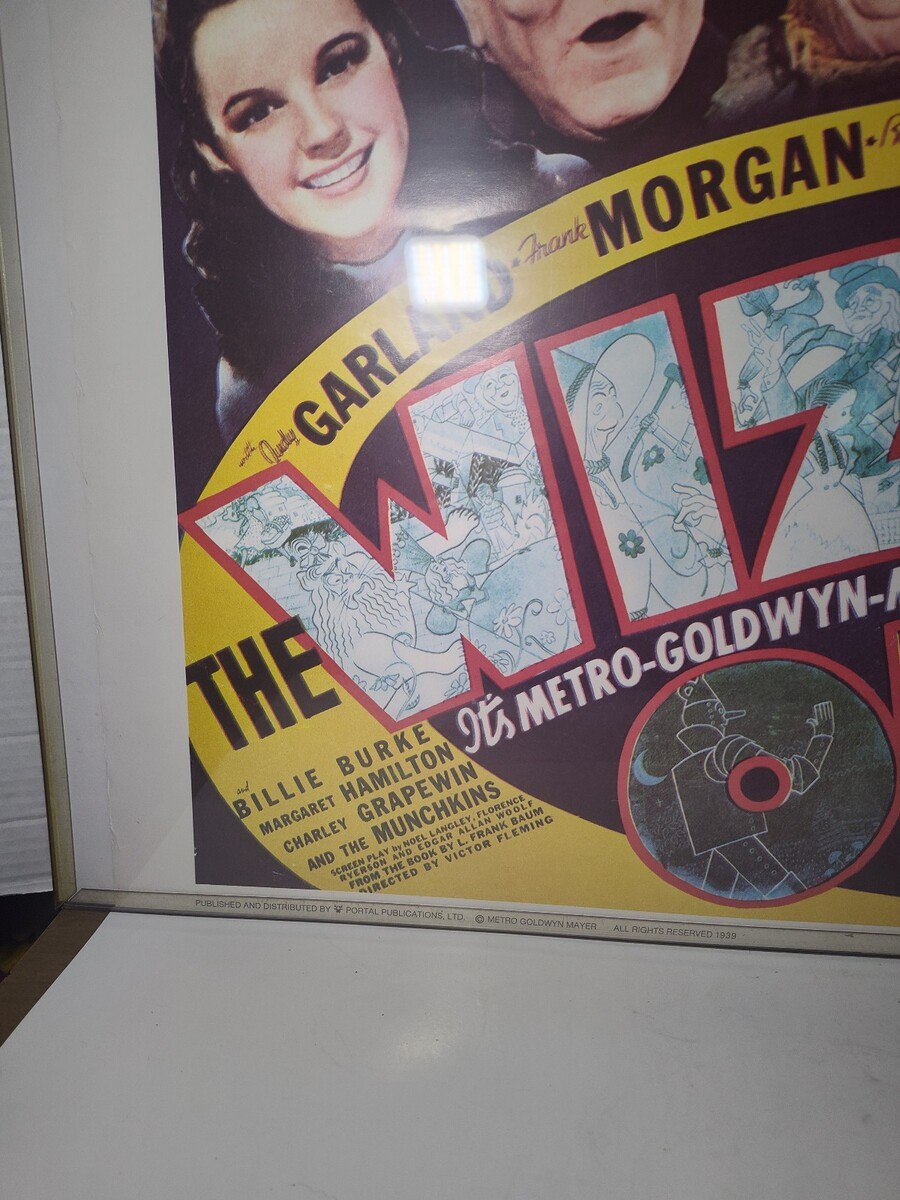 with Judy GARLAND • Frank MORGAN •
THE WIZA
It's METRO-GOLDWYN-M
O
and
BILLIE BURKE
MARGARET HAMILTON
CHARLEY GRAPEWIN
AND THE MUNCHKINS
SCREEN PLAY by NOEL LANGLEY, FLORENCE
RYERSON AND EDGAR ALLAN WOOLF
FROM THE BOOK BY L. FRANK BAUM
DIRECTED BY VICTOR FLEMING
PUBLISHED AND DISTRIBUTED BY PORTAL PUBLICATIONS, LTD. © METRO GOLDWYN MAYER ALL RIGHTS RESERVED 1939